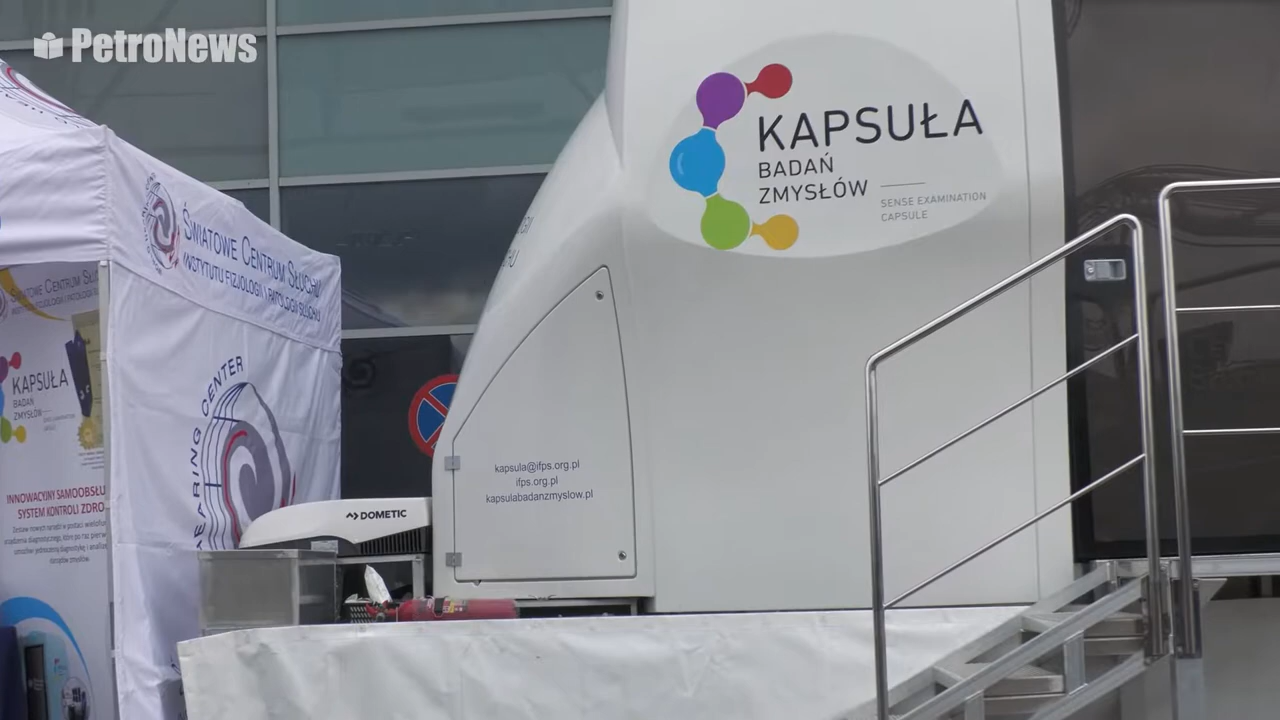 PetroNews
KAPSUŁA
BADAŃ
ZMYSŁÓW
SENSE EXAMINATION
CAPSULE
ŚWIATOWE CENTRUM SŁUCHU
INSTYTUTU FIZJOLOGII I PATOLOGII SŁUCHU
HEARING CENTER
KAPSUŁA
BADAŃ
ZMYSŁÓW
INNOWACYJNY SAMOOBSŁU
SYSTEM KONTROLI ZDRO
kapsula@ifps.org.pl
ifps.org.pl
kapsulabadanzmyslow.pl
DOMETIC